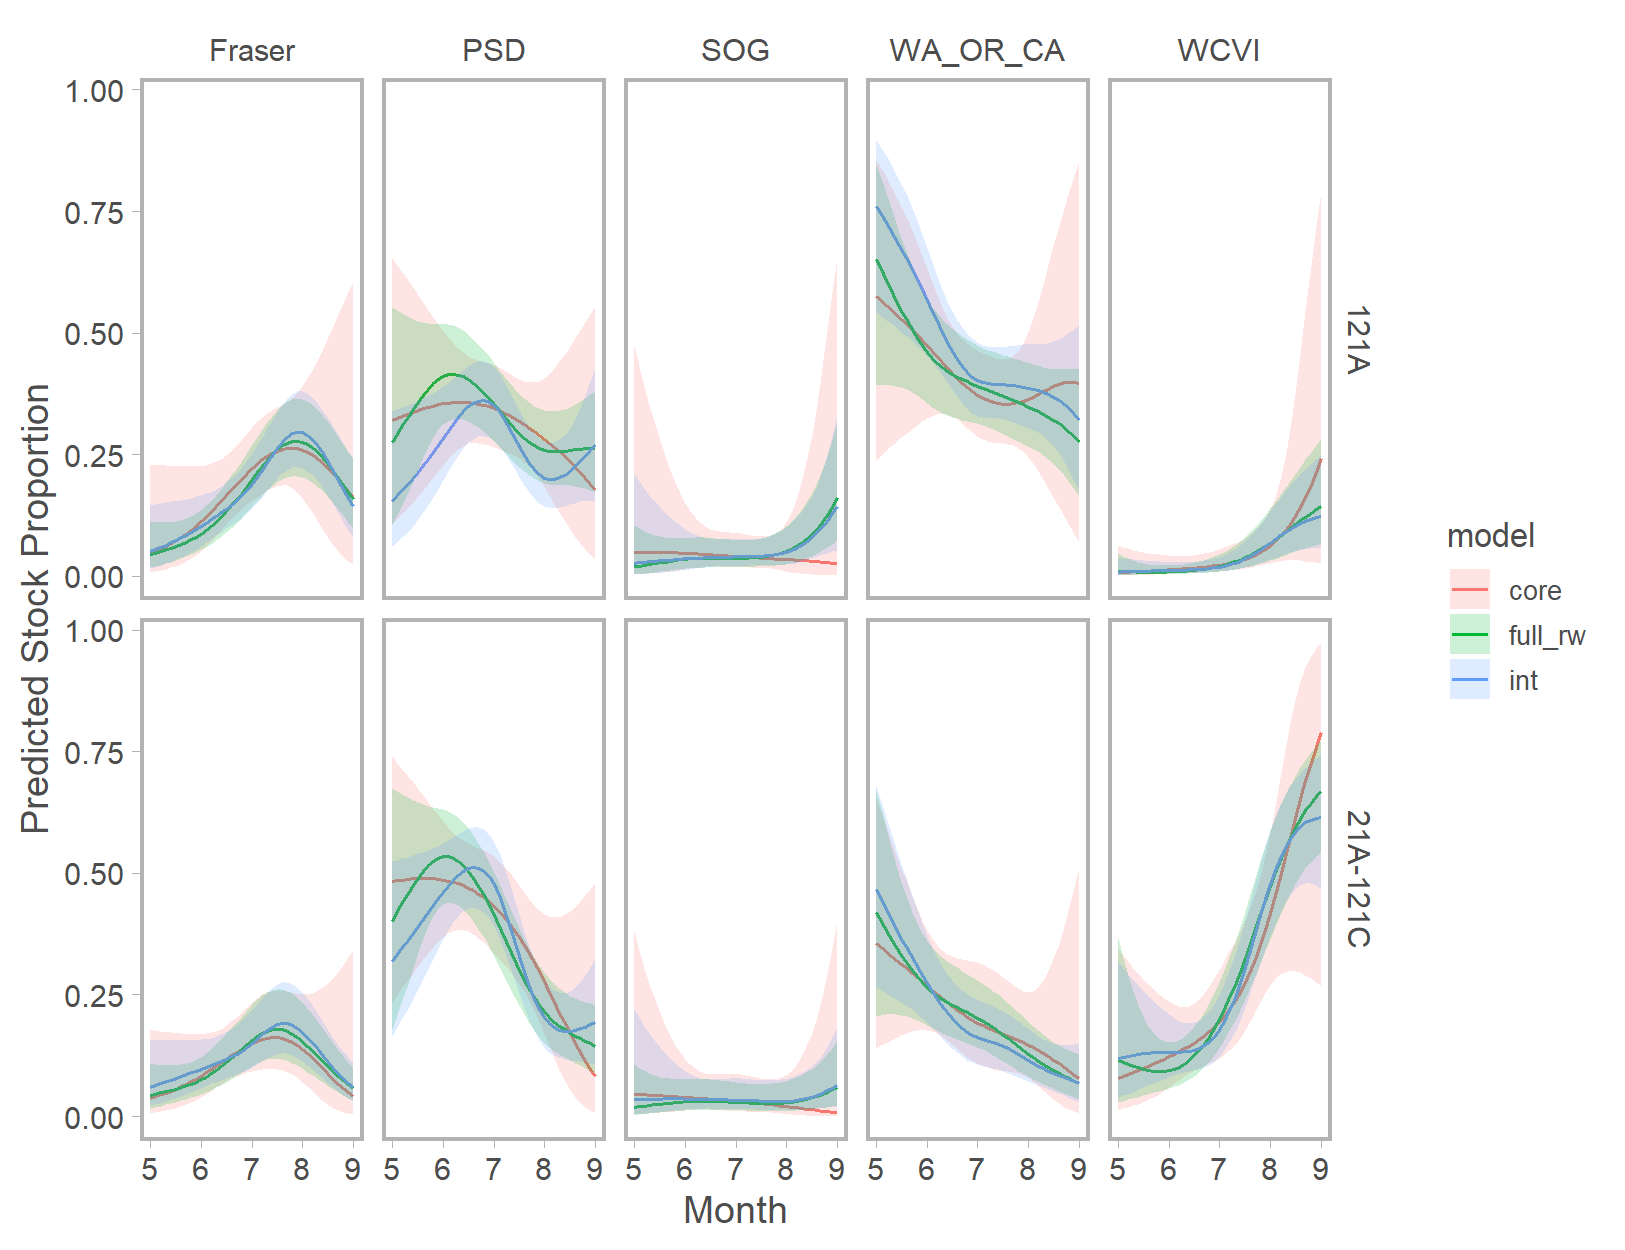 Fraser PSD SOG WA_OR_CA WCVI
1.00
0.75
0.50
0.25
0.00
121A
1.00
0.75
0.50
0.25
0.00
21A-121C
Predicted Stock Proportion
5 6 7 8 9 5 6 7 8 9 5 6 7 8 9 5 6 7 8 9 5 6 7 8 9
Month
model
core
full_rw
int